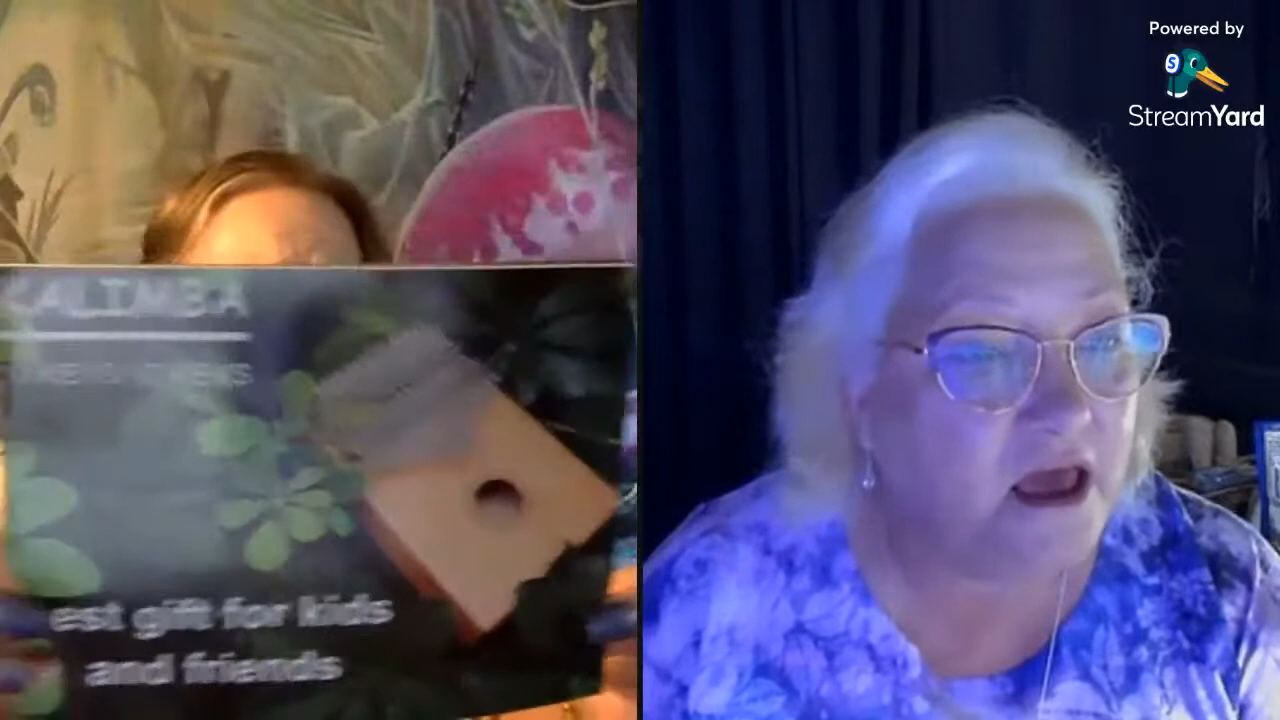 KALIMBA
est gift for kids
and friends
Powered by
StreamYard